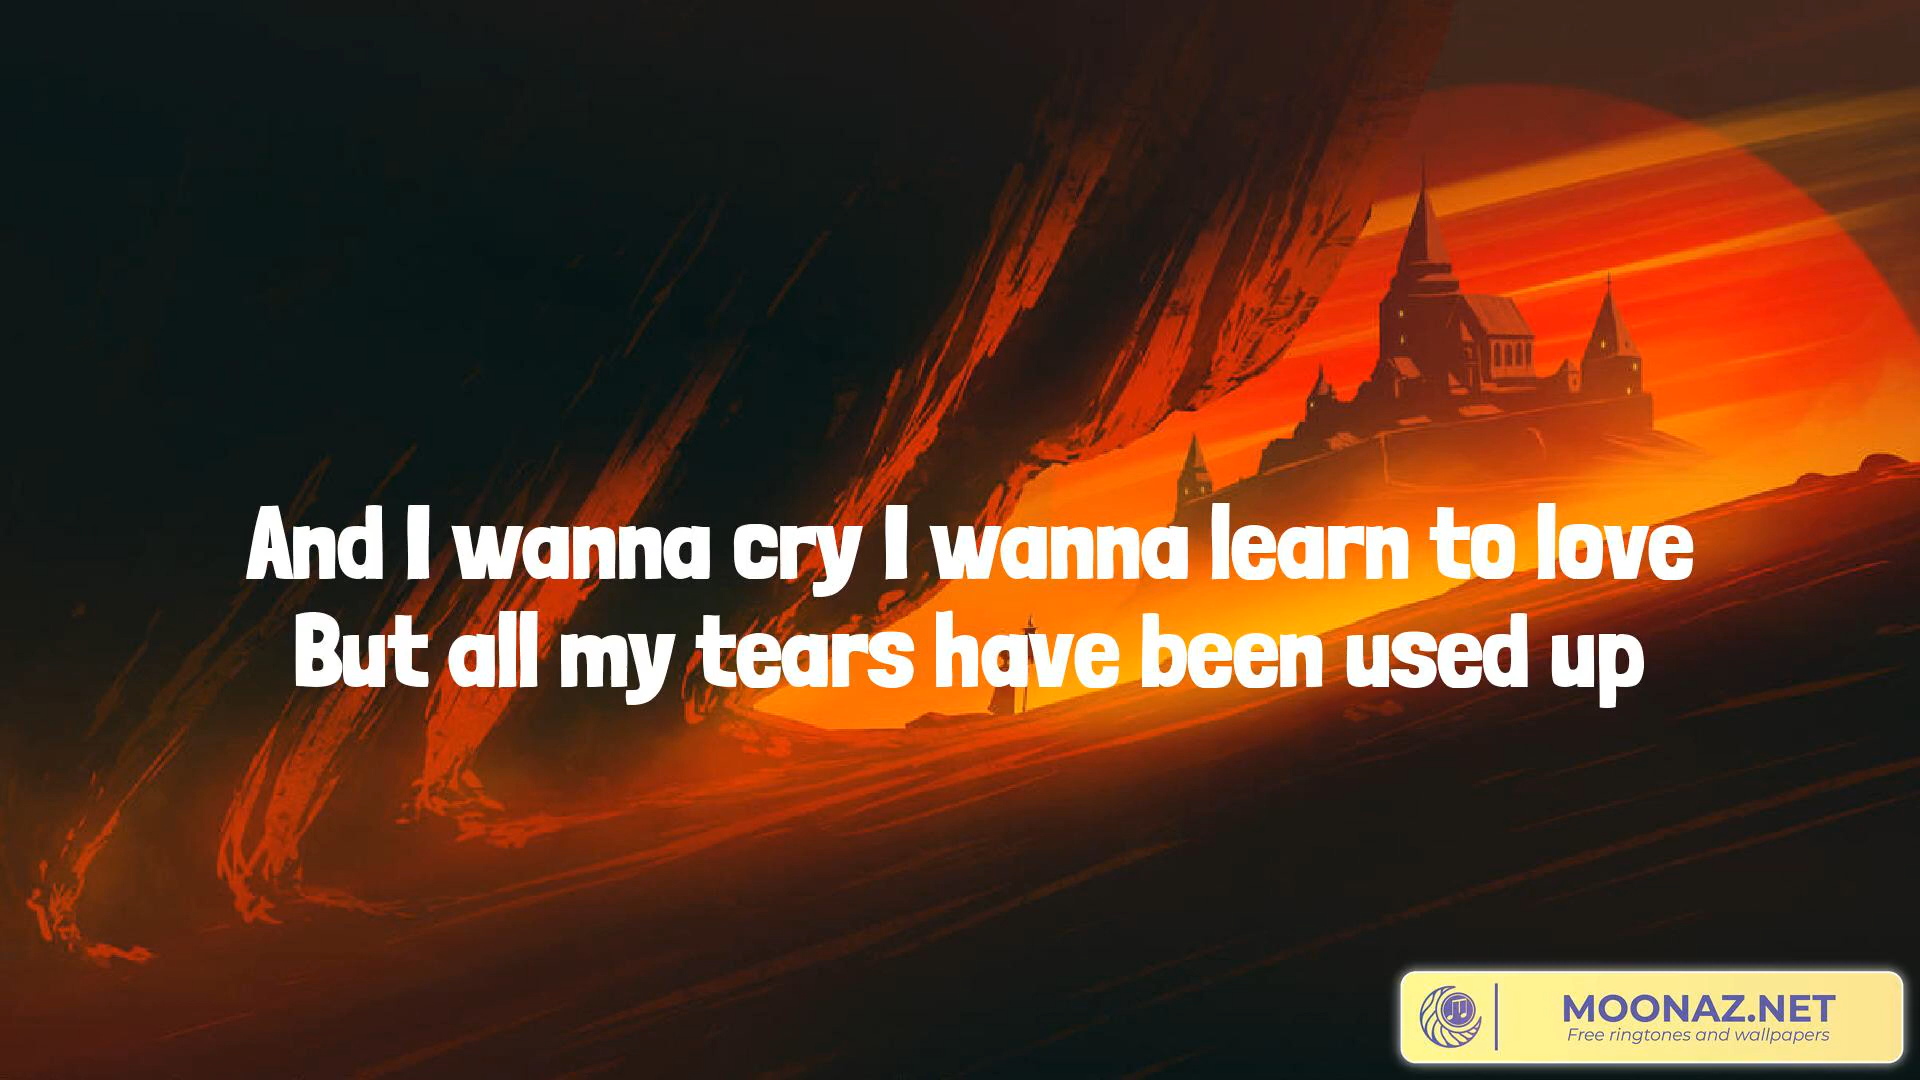 And I wanna cry I wanna learn to love
But all my tears have been used up
MOONAZ.NET
Free ringtones and wallpapers